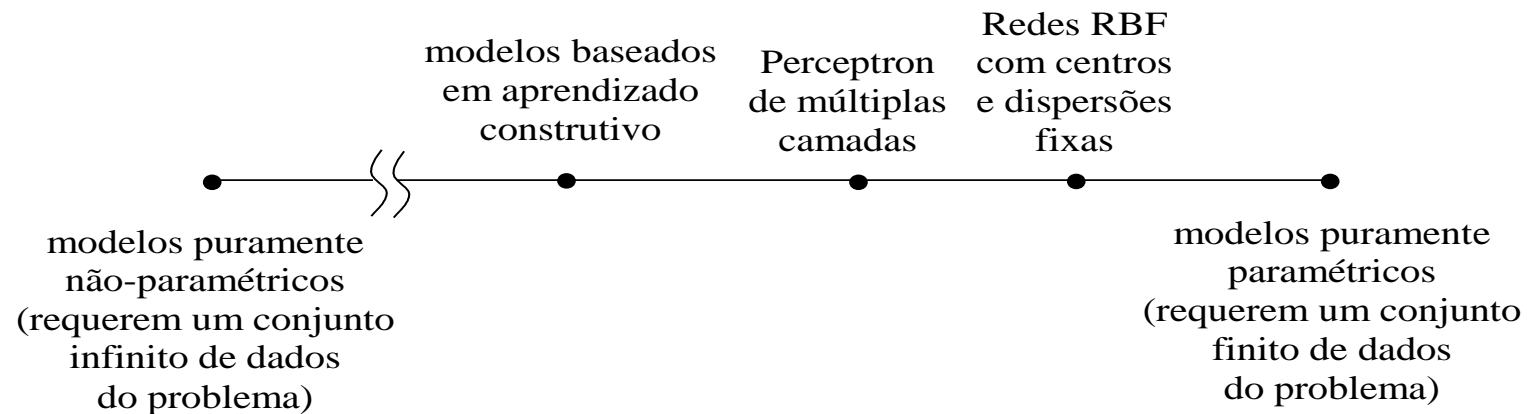 modelos baseados
em aprendizado
construtivo
Perceptron
de múltiplas
camadas
Redes RBF
com centros
e dispersões
fixas
modelos puramente
não-paramétricos
(requerem um conjunto
infinito de dados
do problema)
modelos puramente
paramétricos
(requerem um conjunto
finito de dados
do problema)